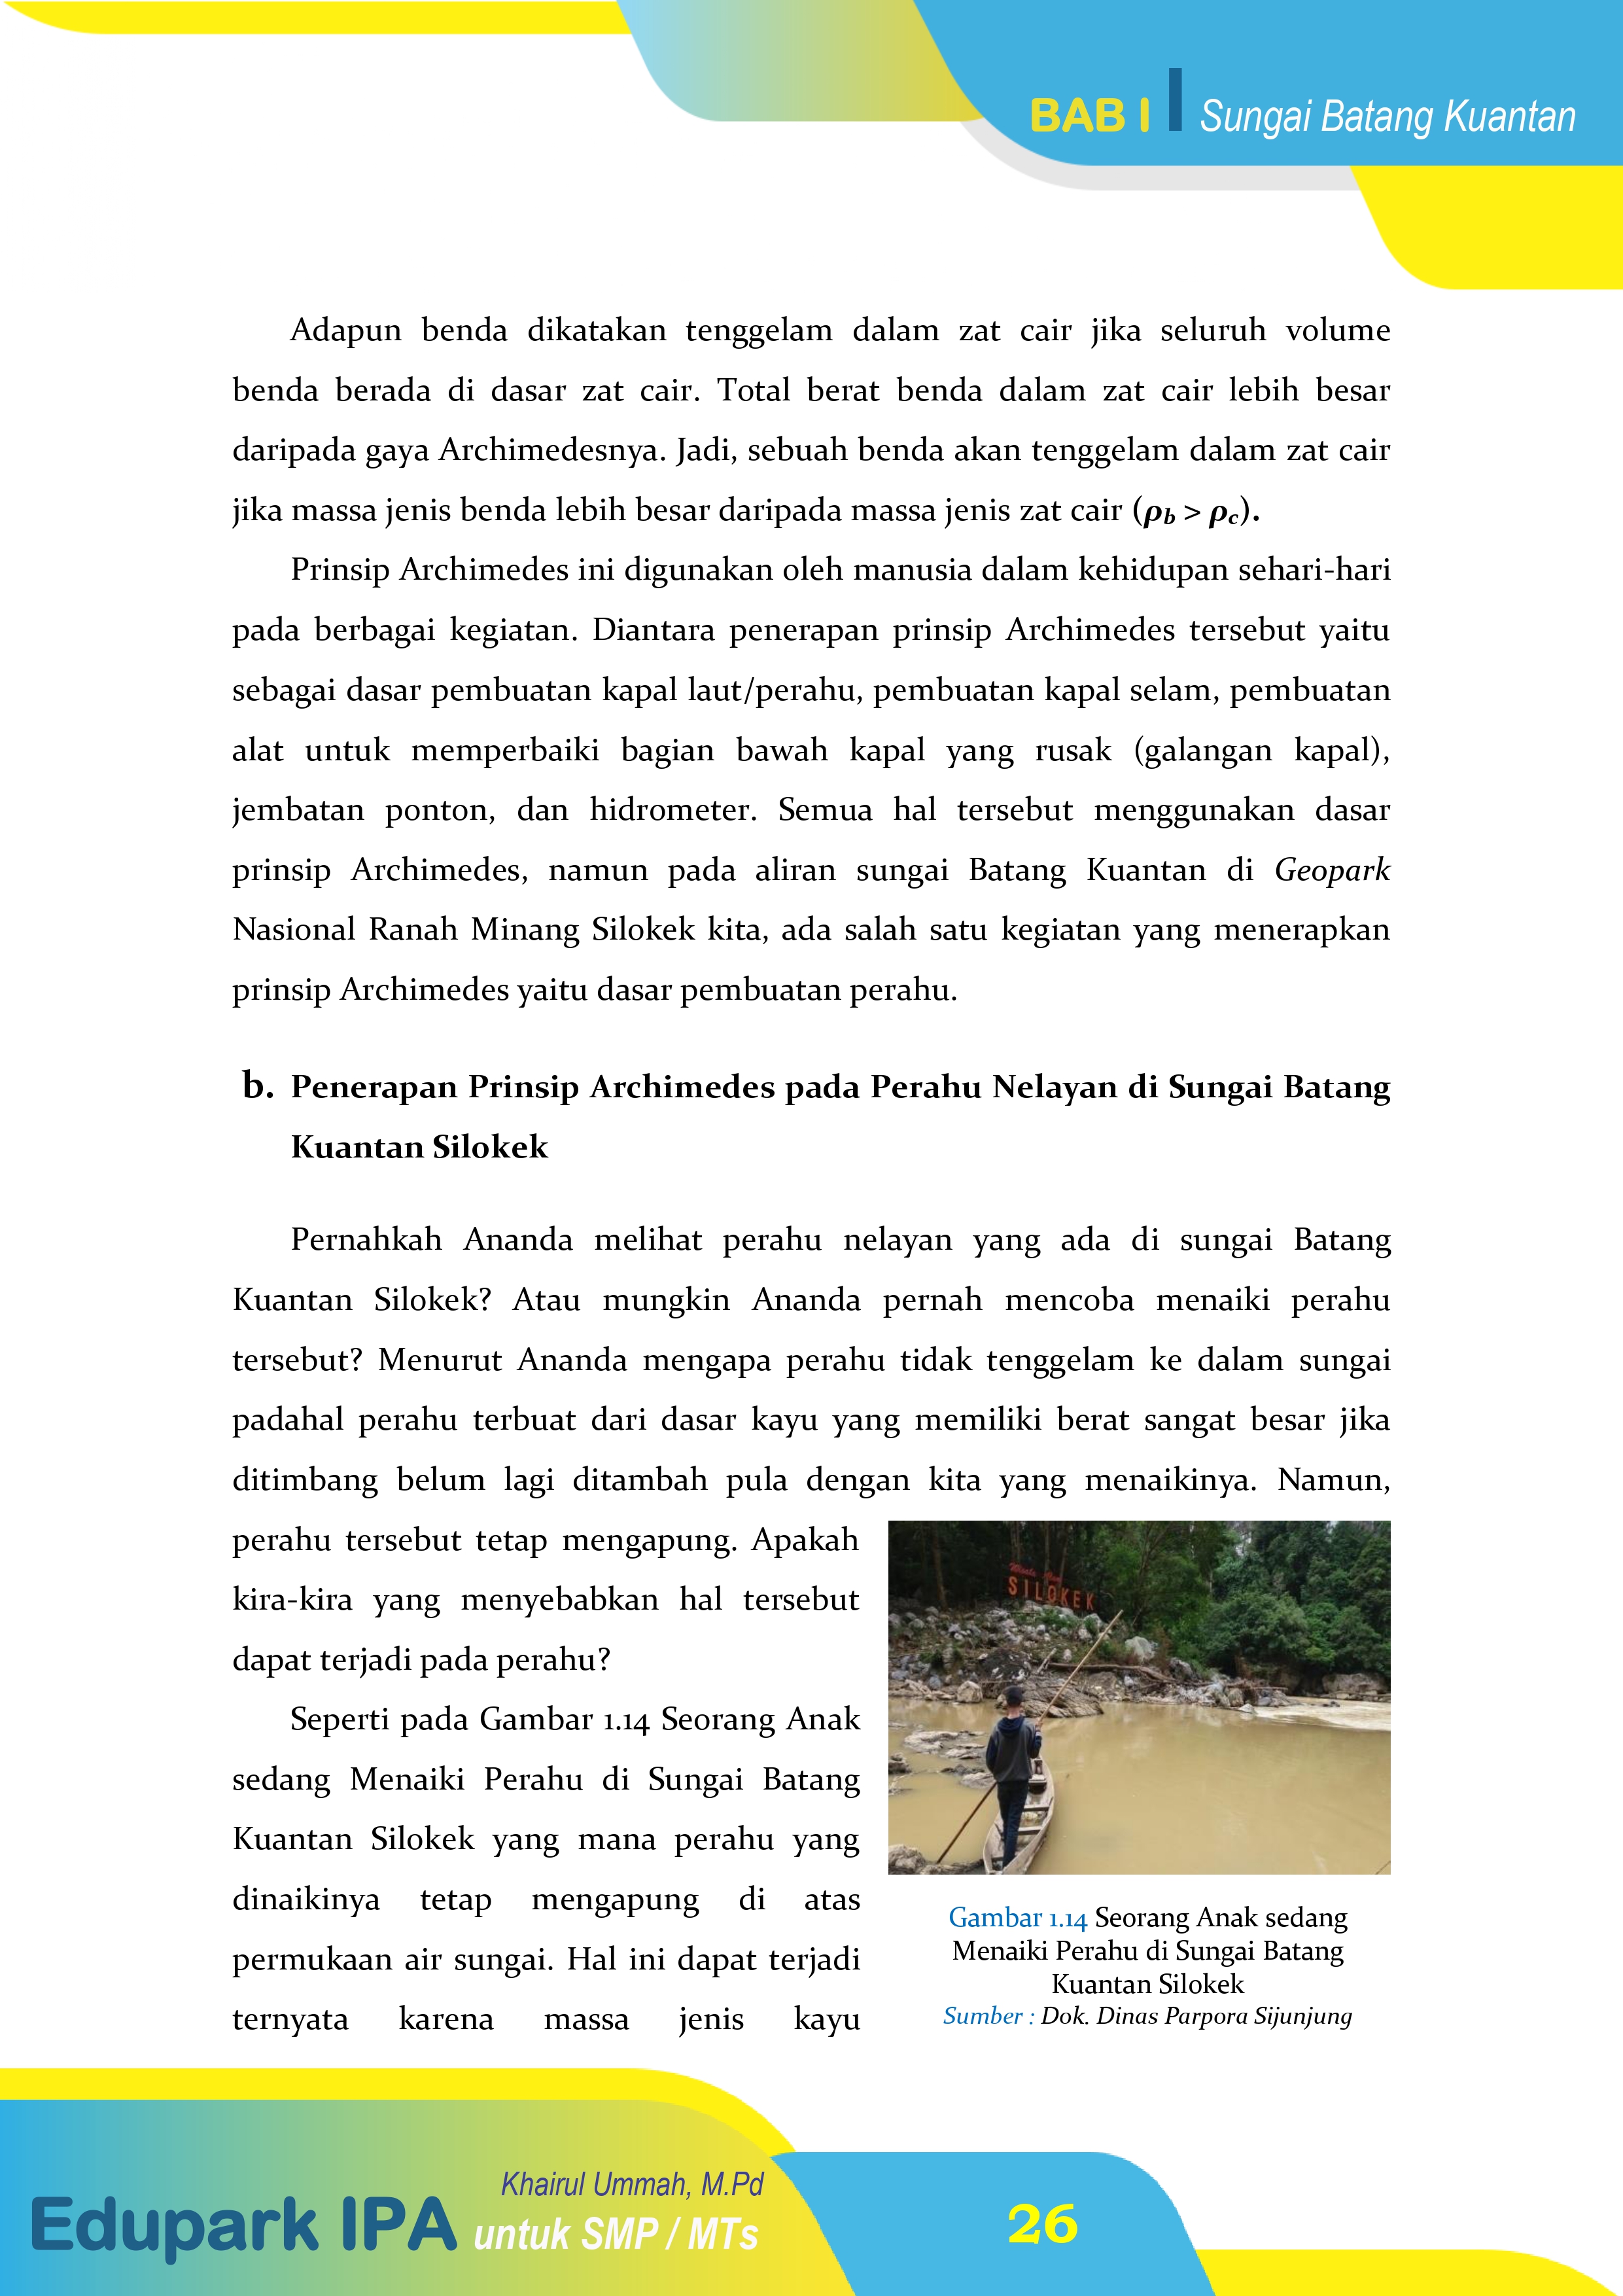 BAB I Sungai Batang Kuantan
Adapun benda dikatakan tenggelam dalam zat cair jika seluruh volume
benda berada di dasar zat cair. Total berat benda dalam zat cair lebih besar
daripada gaya Archimedesnya. Jadi, sebuah benda akan tenggelam dalam zat cair
jika massa jenis benda lebih besar daripada massa jenis zat cair (ρb > ρc).
Prinsip Archimedes ini digunakan oleh manusia dalam kehidupan sehari-hari
pada berbagai kegiatan. Diantara penerapan prinsip Archimedes tersebut yaitu
sebagai dasar pembuatan kapal laut/perahu, pembuatan kapal selam, pembuatan
alat untuk memperbaiki bagian bawah kapal yang rusak (galangan kapal),
jembatan ponton, dan hidrometer. Semua hal tersebut menggunakan dasar
prinsip Archimedes, namun pada aliran sungai Batang Kuantan di Geopark
Nasional Ranah Minang Silokek kita, ada salah satu kegiatan yang menerapkan
prinsip Archimedes yaitu dasar pembuatan perahu.
b. Penerapan Prinsip Archimedes pada Perahu Nelayan di Sungai Batang
Kuantan Silokek
Pernahkah Ananda melihat perahu nelayan yang ada di sungai Batang
Kuantan Silokek? Atau mungkin Ananda pernah mencoba menaiki perahu
tersebut? Menurut Ananda mengapa perahu tidak tenggelam ke dalam sungai
padahal perahu terbuat dari dasar kayu yang memiliki berat sangat besar jika
ditimbang belum lagi ditambah pula dengan kita yang menaikinya. Namun,
perahu tersebut tetap mengapung. Apakah
kira-kira yang menyebabkan hal tersebut
dapat terjadi pada perahu?
Seperti pada Gambar 1.14 Seorang Anak
sedang Menaiki Perahu di Sungai Batang
Kuantan Silokek yang mana perahu yang
dinaikinya tetap mengapung di atas
permukaan air sungai. Hal ini dapat terjadi
ternyata karena massa jenis kayu
SILOKEK
Gambar 1.14 Seorang Anak sedang
Menaiki Perahu di Sungai Batang
Kuantan Silokek
Sumber : Dok. Dinas Parpora Sijunjung
Khairul Ummah, M.Pd
Edupark IPA untuk SMP / MTs
26